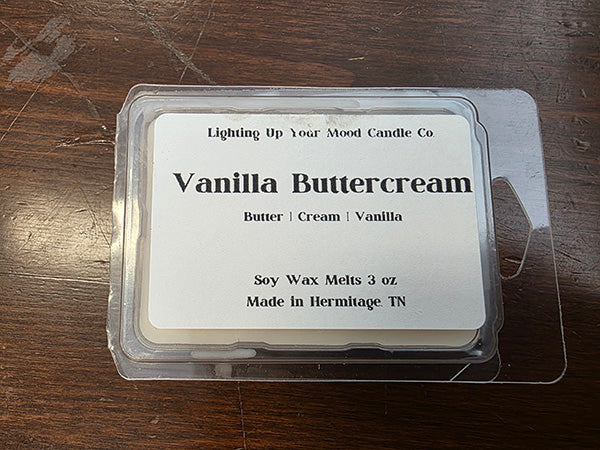 Lighting Up Your Mood Candle Co.
Vanilla Buttercream
Butter | Cream | Vanilla
Soy Wax Melts 3 oz
Made in Hermitage, TN